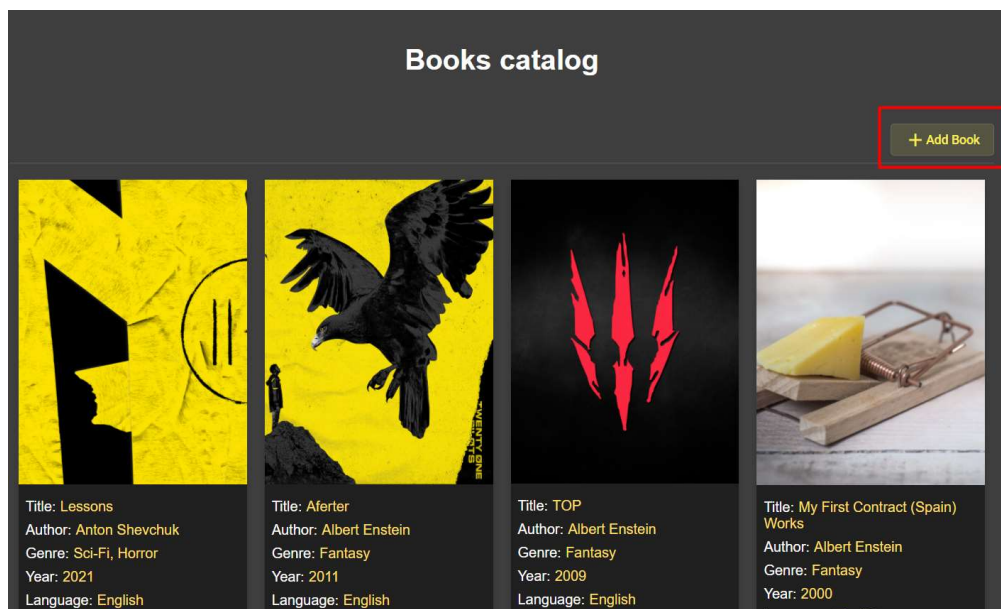 Books catalog
+ Add Book
TWENTY ONE
PILOTS
Title: Lessons
Author: Anton Shevchuk
Genre: Sci-Fi, Horror
Year: 2021
Language: English
Title: Aferter
Author: Albert Enstein
Genre: Fantasy
Year: 2011
Language: English
Title: TOP
Author: Albert Enstein
Genre: Fantasy
Year: 2009
Language: English
Title: My First Contract (Spain)
Works
Author: Albert Enstein
Genre: Fantasy
Year: 2000